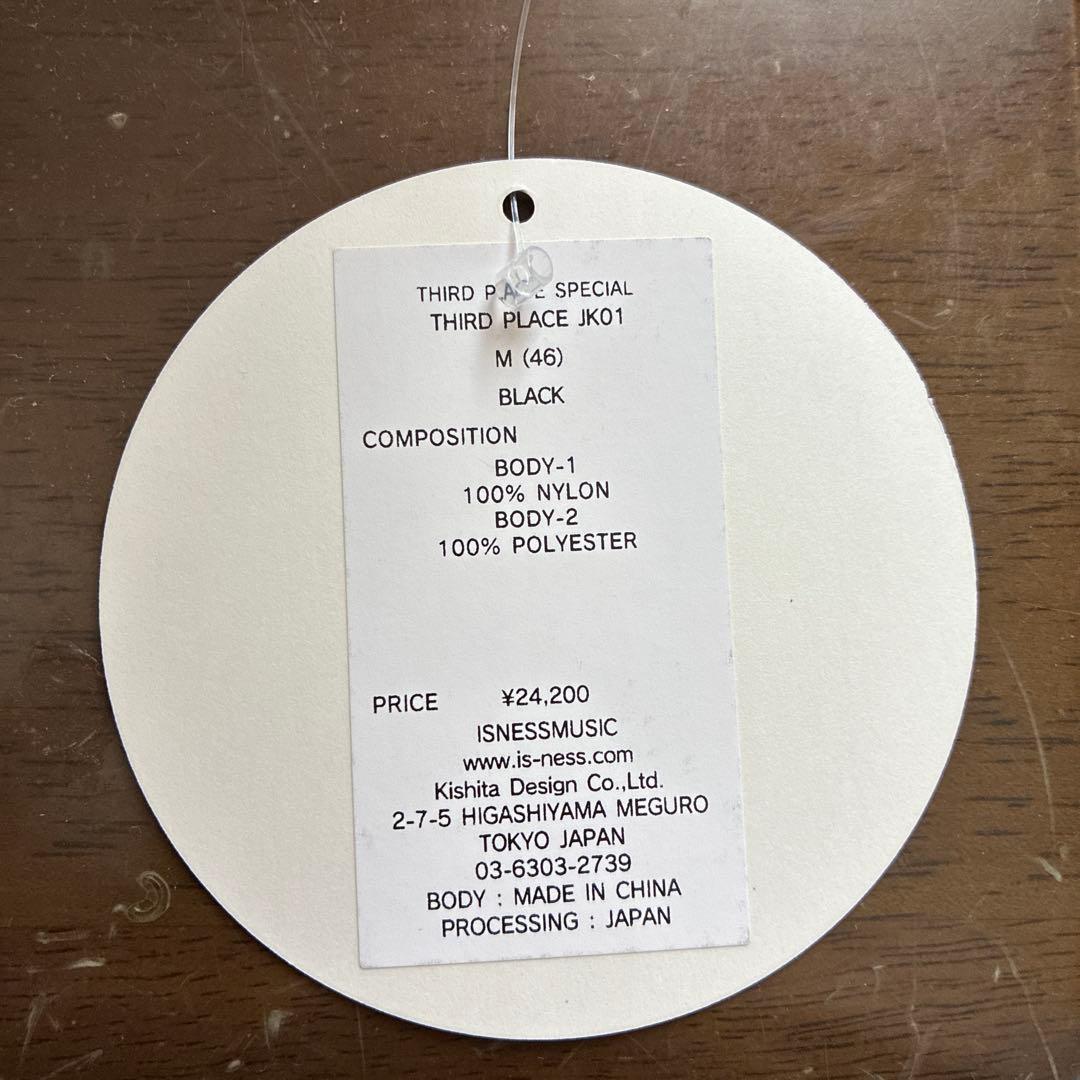 THIRD PLACE SPECIAL
THIRD PLACE JK01
M (46)
BLACK
COMPOSITION
BODY-1
100% NYLON
BODY-2
100% POLYESTER
PRICE ¥24,200
ISNESSMUSIC
www.is-ness.com
Kishita Design Co.,Ltd.
2-7-5 HIGASHIYAMA MEGURO
TOKYO JAPAN
03-6303-2739
BODY : MADE IN CHINA
PROCESSING : JAPAN